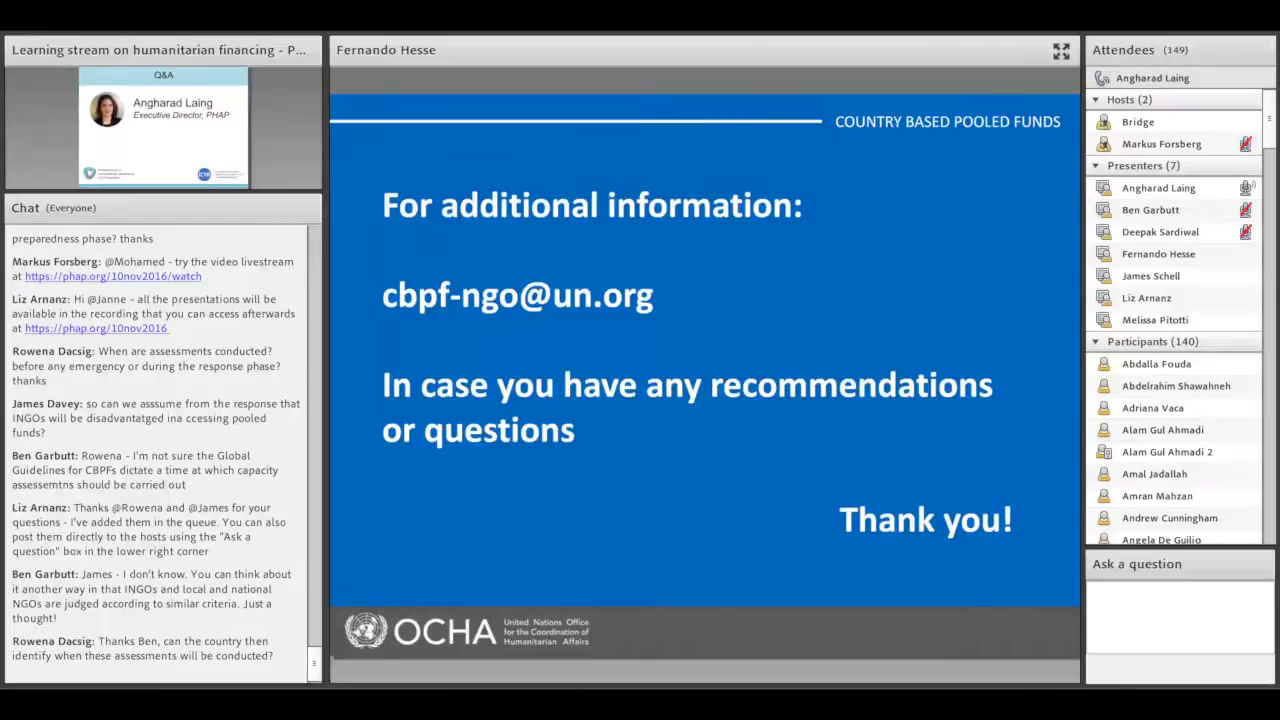 Learning stream on humanitarian financing - P...
Q&A
Angharad Laing
Executive Director, PHAP
Chat (Everyone)
preparedness phase? thanks
Markus Forsberg: @Mohamed - try the video livestream
at https://phap.org/10nov2016/watch
Liz Arnanz: Hi @Janne - all the presentations will be
available in the recording that you can access afterwards
at https://phap.org/10nov2016
Rowena Dacsig: When are assessments conducted?
before any emergency or during the response phase?
thanks
James Davey: so can we asssume from the response that
INGOs will be disadvantatged ina ccessing pooled
funds?
Ben Garbutt: Rowena - I'm not sure the Global
Guidelines for CBPFs dictate a time at which capacity
assessemtns should be carried out
Liz Arnanz: Thanks @Rowena and @James for your
questions - I've added them in the queue. You can also
post them directly to the hosts using the "Ask a
question" box in the lower right corner
Ben Garbutt: James - I don't know. You can think about
it another way in that INGOs and local and national
NGOs are judged according to similar criteria. Just a
thought!
Rowena Dacsig: Thanks Ben, can the country then
identify when these assessments will be conducted?
Fernando Hesse
COUNTRY BASED POOLED FUNDS
For additional information:
cbpf-ngo@un.org
In case you have any recommendations
or questions
Thank you!
OCHA
United Nations Office
for the Coordination of
Humanitarian Affairs
Attendees (149)
Angharad Laing
Hosts (2)
Bridge
Markus Forsberg
Presenters (7)
Angharad Laing
Ben Garbutt
Deepak Sardiwal
Fernando Hesse
James Schell
Liz Arnanz
Melissa Pitotti
Participants (140)
Abdalla Fouda
Abdelrahim Shawahneh
Adriana Vaca
Alam Gul Ahmadi
Alam Gul Ahmadi 2
Amal Jadallah
Amran Mahzan
Andrew Cunningham
Angela De Guilio
Ask a question